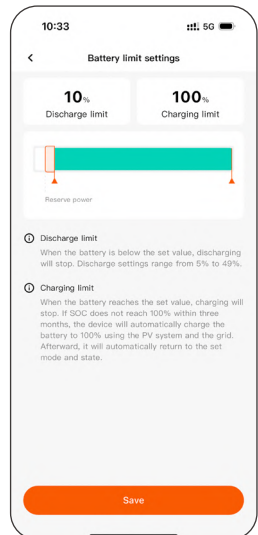 10:33 5G
Battery limit settings
10% 100%
Discharge limit Charging limit
Reserve power
Discharge limit
When the battery is below the set value, discharging
will stop. Discharge settings range from 5% to 49%.
Charging limit
When the battery reaches the set value, charging will
stop. If SOC does not reach 100% within three
months, the device will automatically charge the
battery to 100% using the PV system and the grid.
Afterward, it will automatically return to the set
mode and state.
Save